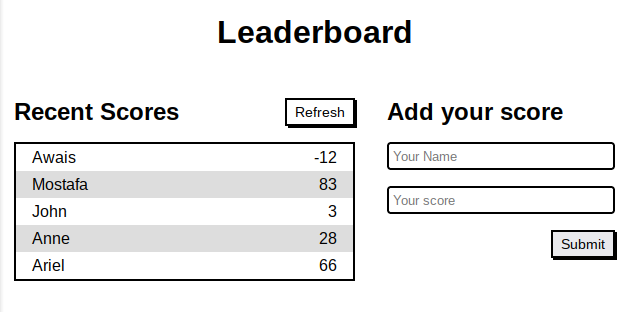 Leaderboard
Recent Scores
Refresh
Awais -12
Mostafa 83
John 3
Anne 28
Ariel 66
Add your score
Your Name
Your score
Submit